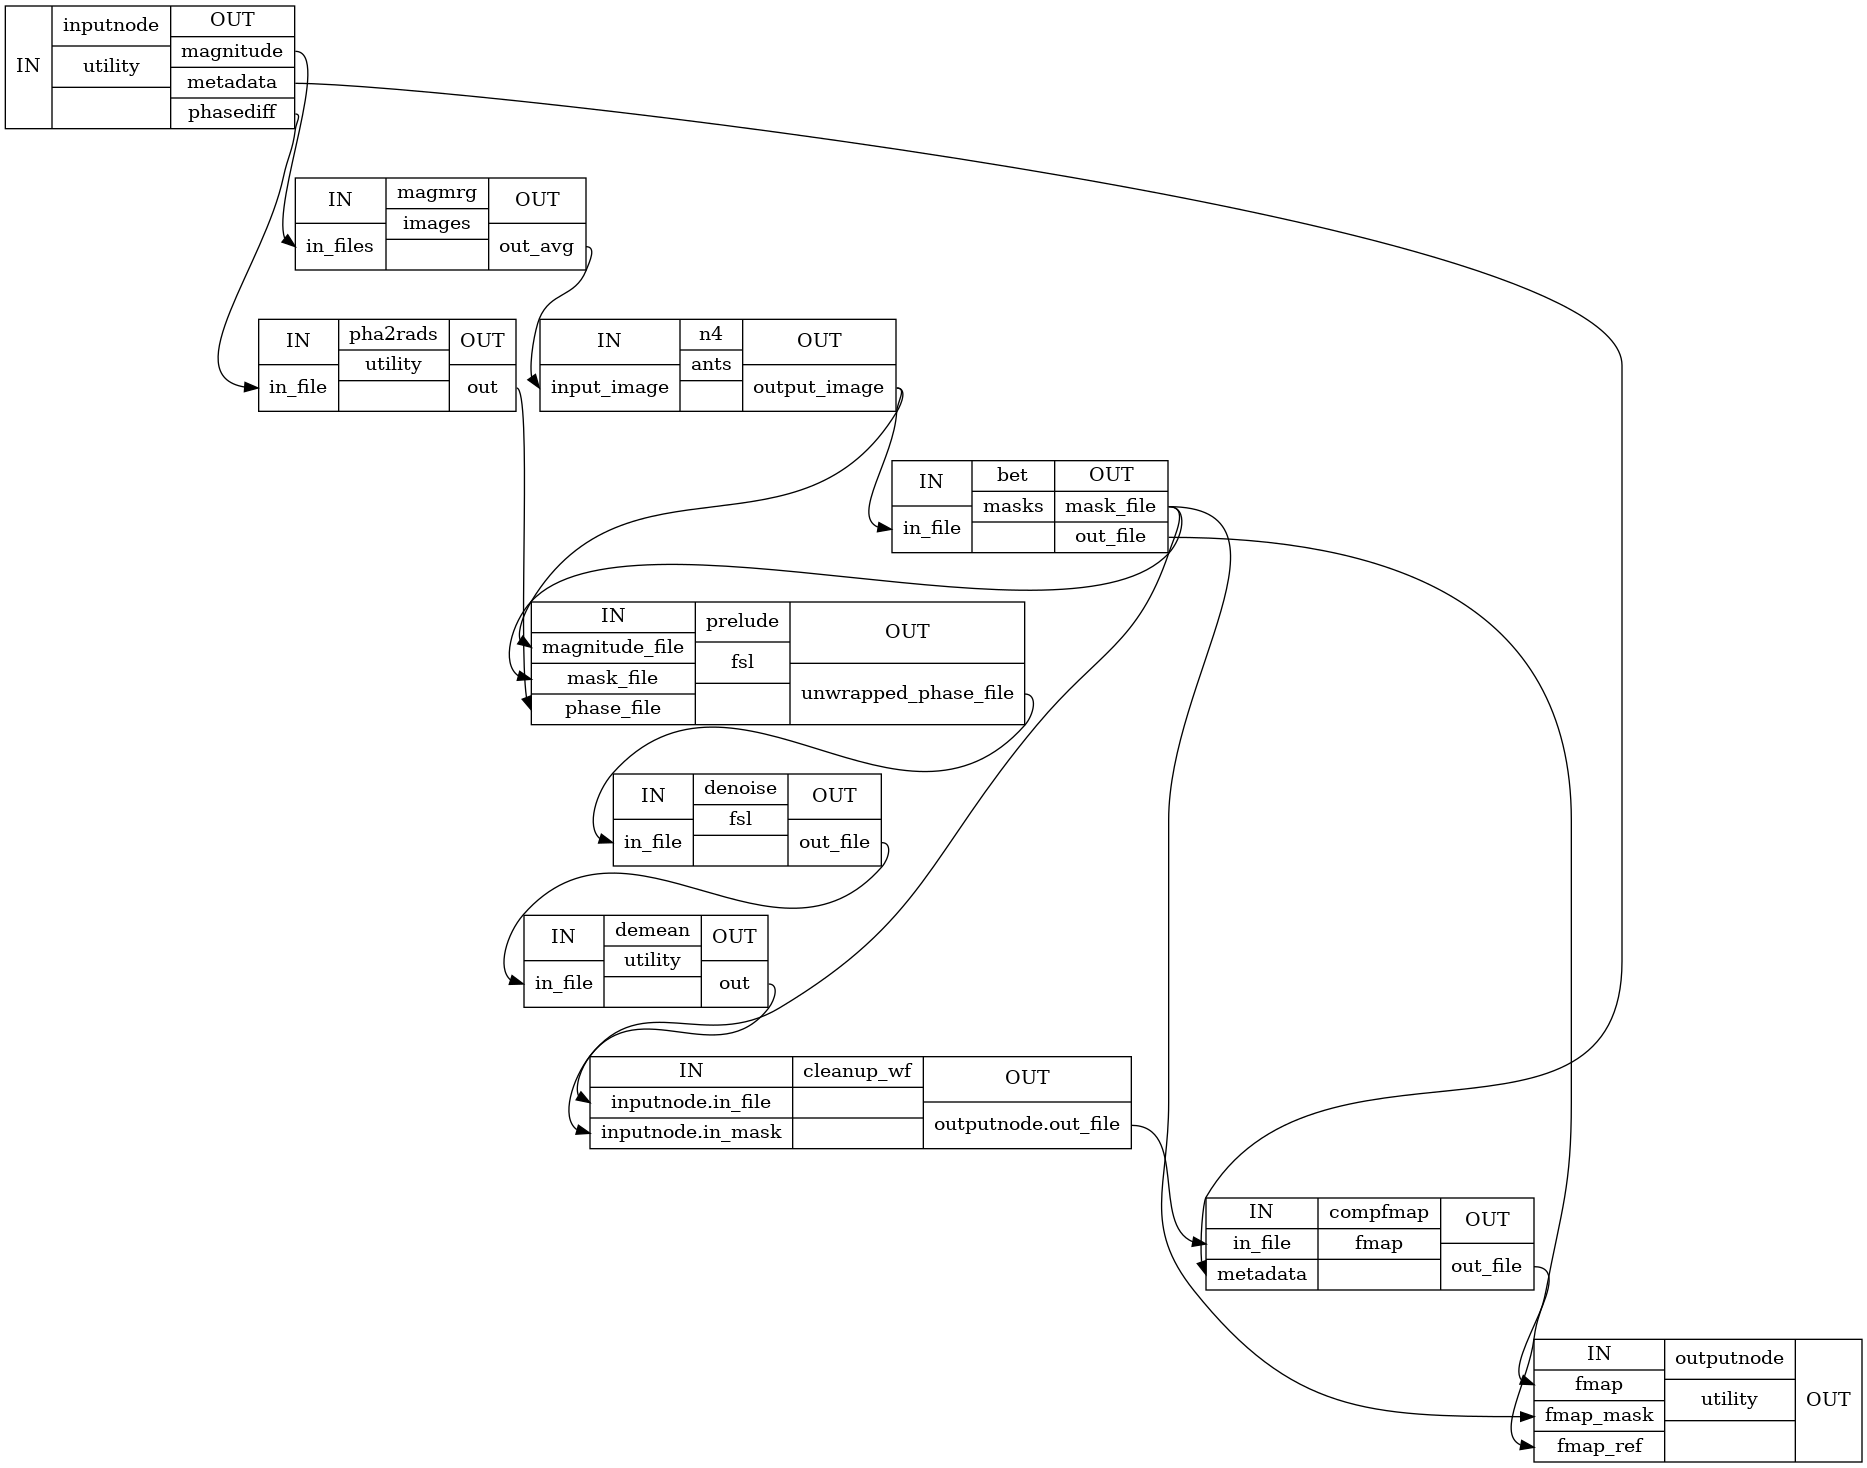 IN
inputnode
utility
OUT
magnitude
metadata
phasediff
IN
in_files
magmrg
images
OUT
out_avg
IN
in_file
pha2rads
utility
OUT
out
IN
input_image
n4
ants
OUT
output_image
IN
in_file
bet
masks
OUT
mask_file
out_file
IN
magnitude_file
mask_file
phase_file
prelude
fsl
OUT
unwrapped_phase_file
IN
in_file
denoise
fsl
OUT
out_file
IN
in_file
demean
utility
OUT
out
IN
inputnode.in_file
inputnode.in_mask
cleanup_wf
OUT
outputnode.out_file
IN
in_file
metadata
compfmap
fmap
OUT
out_file
IN
fmap
fmap_mask
fmap_ref
outputnode
utility
OUT